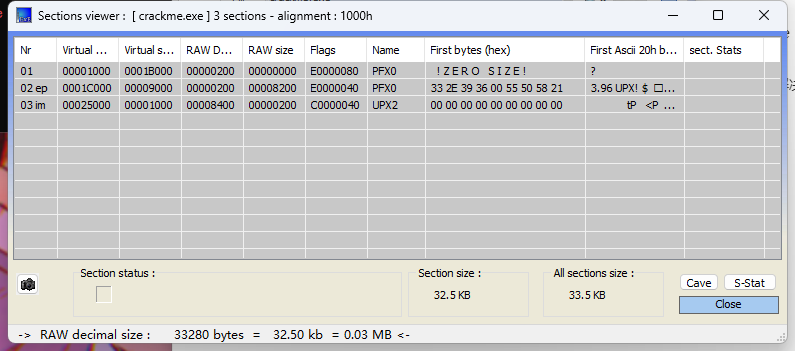 Sections viewer : [ crackme.exe ] 3 sections - alignment : 1000h
Nr Virtual ... Virtual s... RAW D... RAW size Flags Name First bytes (hex) First Ascii 20h b... sect. Stats
01 00001000 0001B000 00000200 00000000 E0000080 PFX0 ! Z E R O S I Z E ! ?
02 ep 0001C000 00009000 00000200 00008200 E0000040 PFX0 33 2E 39 36 00 55 50 58 21 3.96 UPX! $ □...
03 im 00025000 00001000 00008400 00000200 C0000040 UPX2 00 00 00 00 00 00 00 00 00 tP <P ...
Section status :
Section size :
All sections size :
32.5 KB
33.5 KB
Cave
S-Stat
Close
-> RAW decimal size : 33280 bytes = 32.50 kb = 0.03 MB <-